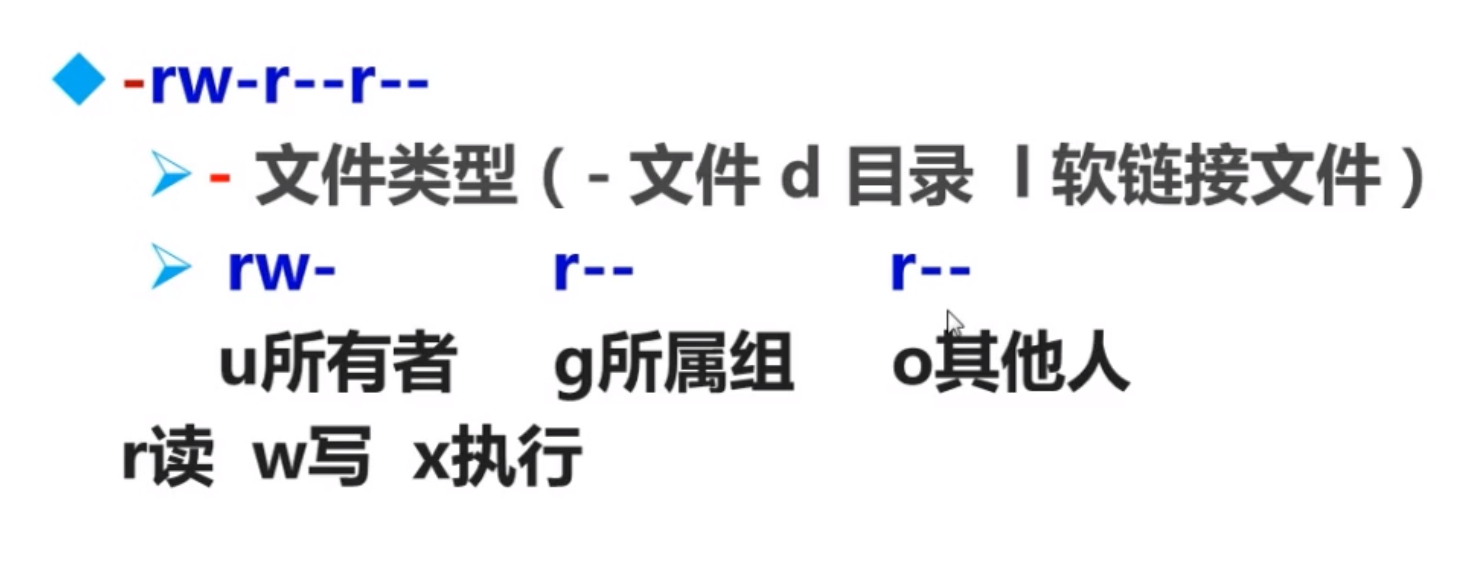 -rw-r--r--
- 文件类型（ - 文件 d 目录 l 软链接文件 ）
rw- r-- r--
u所有者 g所属组 o其他人
r读 w写 x执行